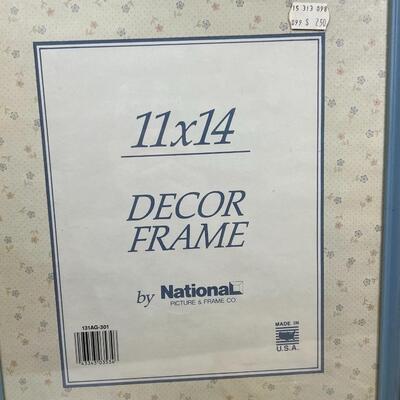 15 313 098
099 $ 2.50
11x14
DECOR
FRAME
by National
PICTURE & FRAME CO.
131AG-301
MADE IN
U.S.A.